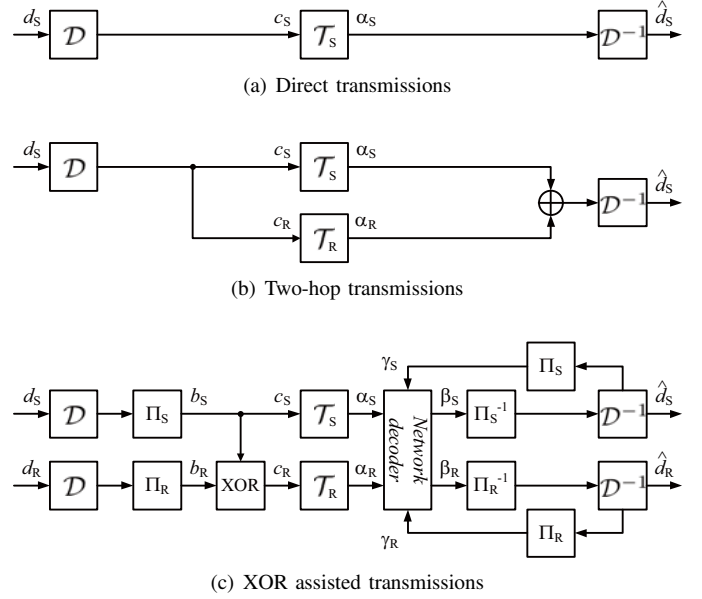 d_S D c_S T_S α_S D⁻¹ d̂_S
(a) Direct transmissions
d_S D c_S T_S α_S D⁻¹ d̂_S
c_R T_R α_R
(b) Two-hop transmissions
γ_S Π_S
d_S D Π_S b_S c_S T_S α_S Network decoder β_S Π_S⁻¹ D⁻¹ d̂_S
d_R D Π_R b_R XOR c_R T_R α_R β_R Π_R⁻¹ D⁻¹ d̂_R
γ_R Π_R
(c) XOR assisted transmissions